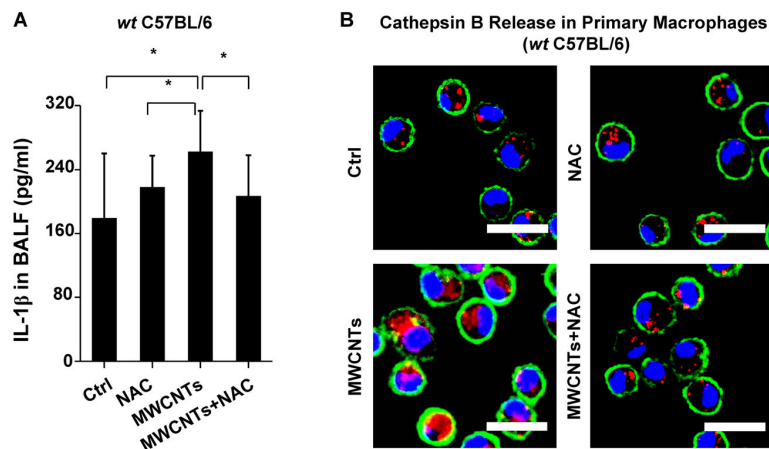 A
wt C57BL/6
*
*
*
IL-1β in BALF (pg/ml)
320
240
160
80
0
Ctrl
NAC
MWCNTs
MWCNTs+NAC
B
Cathepsin B Release in Primary Macrophages
(wt C57BL/6)
Ctrl
NAC
MWCNTs
MWCNTs+NAC